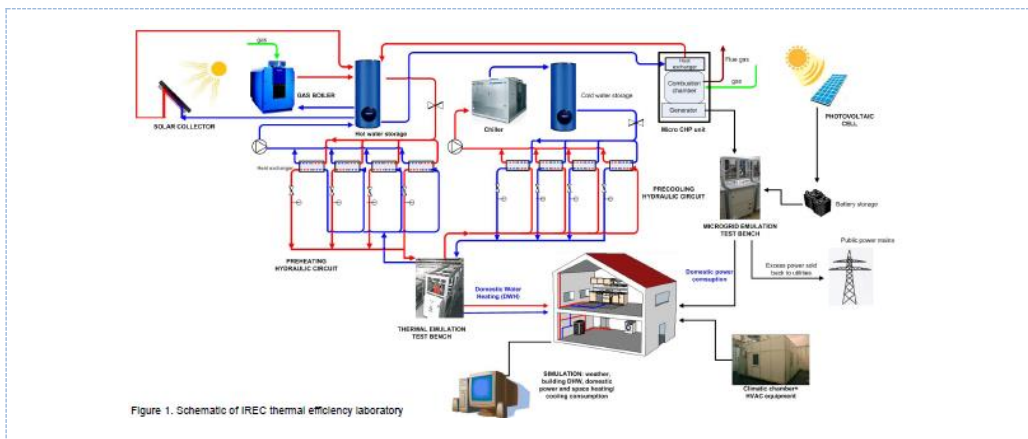 gas
GAS BOILER
SOLAR COLLECTOR
Hot water storage
Cold water storage
Chiller
Heat
exchanger
Combustion
chamber
Generator
Micro CHP unit
Flue gas
gas
PHOTOVOLTAIC
CELL
Heat exchanger
PRECOOLING
HYDRAULIC CIRCUIT
Battery storage
MICROGRID EMULATION
TEST BENCH
Public power mains
PREHEATING
HYDRAULIC CIRCUIT
Domestic power
comsuption
Excess power sold
back to utilities
Domestic Water
Heating (DWH)
THERMAL EMULATION
TEST BENCH
SIMULATION: weather,
building DHW, domestic
power and space heating/
cooling consumption
Climatic chamber+
HVAC equipment
Figure 1. Schematic of IREC thermal efficiency laboratory